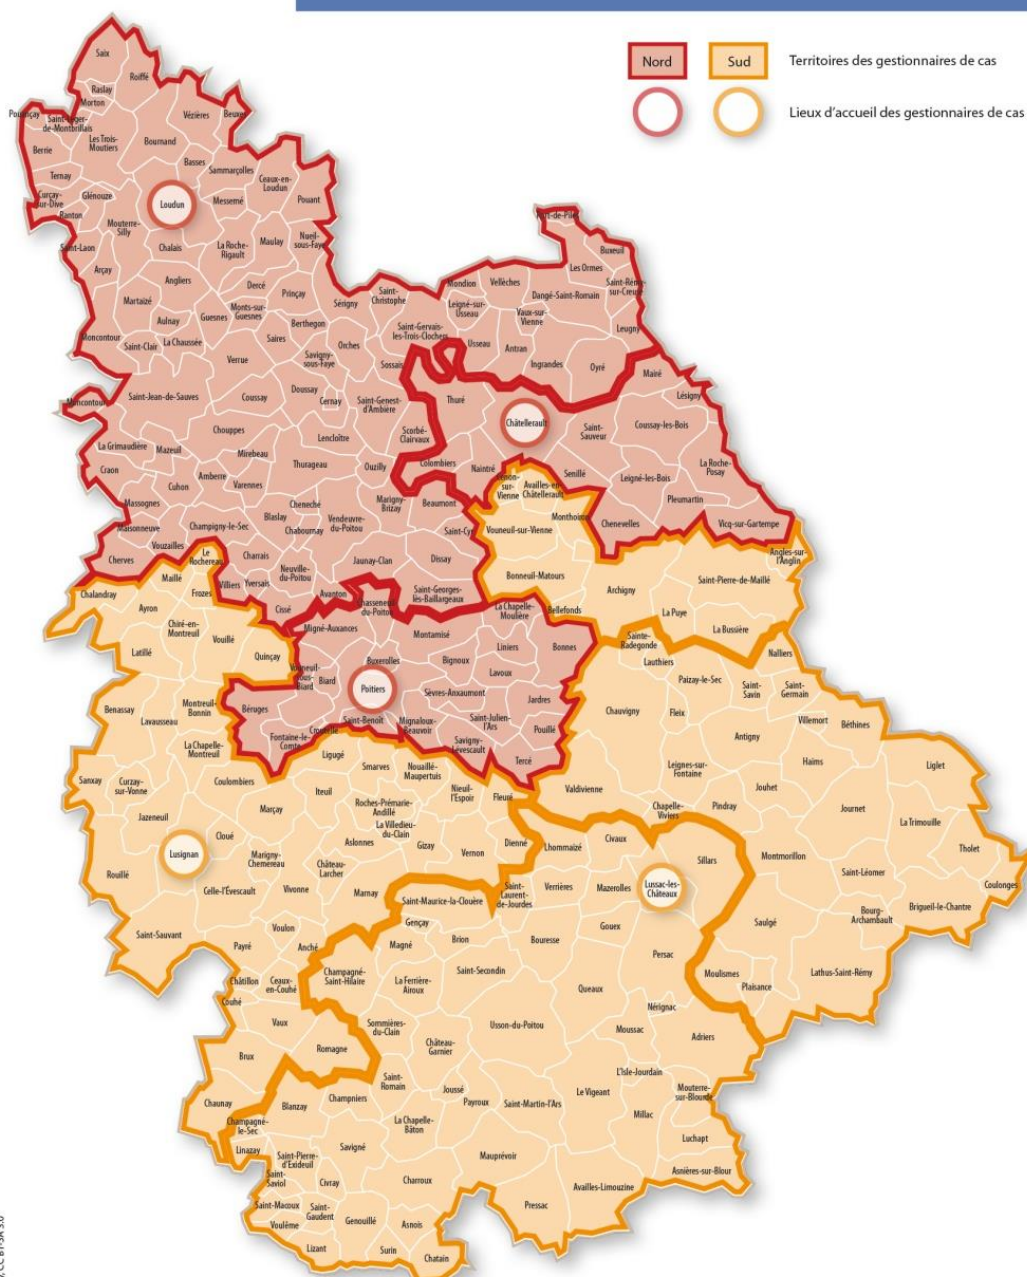 Nord
Sud
Territoires des gestionnaires de cas
Lieux d'accueil des gestionnaires de cas
Saix
Roiffé
Raslay
Morton
Vézières
Beuxes
Saint-Léger-
de-Montbrillais
Berrie
Les Trois-
Moutiers
Bournand
Basses
Sammarçolles
Ternay
Ceaux-en-
Loudun
Curçay-
sur-Dive
Glénouze
Loudun
Messemé
Pouant
Ranton
Mouterre-
Silly
Chalais
La Roche-
Rigault
Maulay
Nueil-
sous-Faye
Saint-Laon
Arçay
Angliers
Dercé
Prinçay
Martaizé
Guesnes
Monts-sur-
Guesnes
Sérigny
Saint-
Christophe
Aulnay
Berthegon
Moncontour
Saint-Clair
La Chaussée
Saires
Orches
Saint-Gervais-
les-Trois-Clochers
Verrue
Savigny-
sous-Faye
Sossais
Mondion
Vellèches
Les Ormes
Buxeuil
Leigné-sur-
Usseau
Dangé-Saint-Romain
Saint-Rémy-
sur-Creuse
Vaux-sur-
Vienne
Leugny
Usseau
Antran
Ingrandes
Oyré
Mairé
Lésigny
Moncontour
Saint-Jean-de-Sauves
Coussay
Doussay
Cernay
Saint-Genest-
d'Ambière
Thuré
Châtellerault
Saint-
Sauveur
Coussay-les-Bois
Scorbé-
Clairvaux
Chouppes
La Grimaudière
Mazeuil
Mirebeau
Lencloître
Thurageau
Ouzilly
Colombiers
Naintré
Senillé
Leigné-les-Bois
La Roche-
Posay
Craon
Cuhon
Amberre
Varennes
Cenon-
sur-
Vienne
Availles-en-
Châtellerault
Pleumartin
Massognes
Cheneché
Marigny-
Brizay
Beaumont
Monthoiron
Chenevelles
Vicq-sur-Gartempe
Maisonneuve
Champigny-le-Sec
Blaslay
Chabournay
Vendeuvre-
du-Poitou
Saint-Cyr
Vouneuil-sur-Vienne
Vouzailles
Cherves
Le
Rochereau
Charrais
Jaunay-Clan
Dissay
Angles-sur-
l'Anglin
Maillé
Villiers
Yversais
Neuville-
du-Poitou
Bonneuil-Matours
Archigny
Saint-Pierre-de-Maillé
Chalandray
Frozes
Avanton
Chasseneuil-
du-Poitou
Saint-Georges-
lès-Baillargeaux
Ayron
Cissé
La Chapelle-
Moulière
Bellefonds
La Puye
Chiré-en-
Montreuil
Vouillé
Migné-Auxances
Montamisé
La Bussière
Latillé
Quinçay
Liniers
Bonnes
Sainte-
Radegonde
Lauthiers
Nalliers
Vouneuil-
sous-
Biard
Biard
Buxerolles
Bignoux
Lavoux
Paizay-le-Sec
Saint-
Savin
Saint-
Germain
Poitiers
Sèvres-Anxaumont
Jardres
Chauvigny
Fleix
Villemort
Béthines
Benassay
Lavausseau
Montreuil-
Bonnin
Béruges
Saint-Benoît
Mignaloux-
Beauvoir
Saint-Julien-
l'Ars
Pouillé
Antigny
Fontaine-le-
Comte
Croutelle
Savigny-
Lévescault
Tercé
La Chapelle-
Montreuil
Ligugé
Smarves
Nouaillé-
Maupertuis
Leignes-sur-
Fontaine
Haims
Liglet
Sanxay
Curzay-
sur-Vonne
Coulombiers
Iteuil
Nieuil-
l'Espoir
Fleuré
Valdivienne
Jouhet
Jazeneuil
Marçay
Roches-Prémarie-
Andillé
La Villedieu-
du-Clain
Chapelle-
Viviers
Pindray
Journet
La Trimouille
Cloué
Aslonnes
Gizay
Vernon
Dienné
Lhommaizé
Civaux
Lusignan
Marigny-
Chemereau
Château-
Larcher
Sillars
Montmorillon
Thollet
Rouillé
Celle-l'Évescault
Vivonne
Marnay
Saint-
Laurent-
de-Jourdes
Verrières
Mazerolles
Lussac-les-
Châteaux
Saint-Léomer
Coulonges
Saint-Maurice-la-Clouère
Saint-Sauvant
Voulon
Gençay
Gouex
Saulgé
Bourg-
Archambault
Brigueil-le-Chantre
Payré
Anché
Magné
Brion
Bouresse
Persac
Châtillon
Ceaux-
en-Couhé
Champagné-
Saint-Hilaire
La Ferrière-
Airoux
Saint-Secondin
Queaux
Moulismes
Plaisance
Lathus-Saint-Rémy
Couhé
Nérignac
Vaux
Sommières-
du-Clain
Usson-du-Poitou
Moussac
Adriers
Brux
Romagne
Château-
Garnier
Saint-
Romain
L'Isle-Jourdain
Chaunay
Blanzay
Champniers
Joussé
Payroux
Saint-Martin-l'Ars
Le Vigeant
Mouterre-
sur-Blourde
Champagné-
le-Sec
La Chapelle-
Bâton
Millac
Linazay
Savigné
Luchapt
Saint-Pierre-
d'Exideuil
Mauprévoir
Saint-
Saviol
Civray
Charroux
Asnières-sur-Blour
Availles-Limouzine
Saint-Macoux
Saint-
Gaudent
Genouillé
Asnois
Pressac
Voulême
Lizant
Surin
Chatain